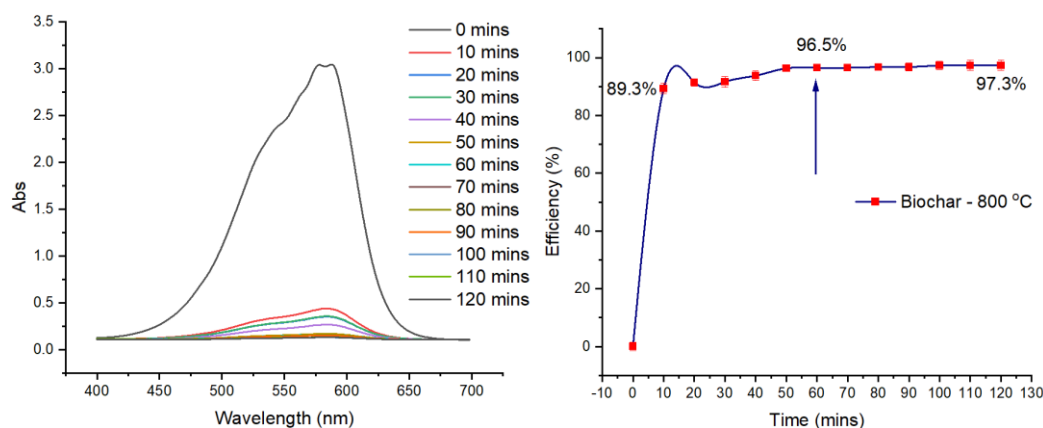 3.5
3.0
2.5
2.0
1.5
1.0
0.5
0.0
Abs
400 450 500 550 600 650 700
Wavelength (nm)
0 mins
10 mins
20 mins
30 mins
40 mins
50 mins
60 mins
70 mins
80 mins
90 mins
100 mins
110 mins
120 mins
100
80
60
40
20
0
Efficiency (%)
89.3%
96.5%
97.3%
Biochar - 800 °C
-10 0 10 20 30 40 50 60 70 80 90 100 110 120 130
Time (mins)